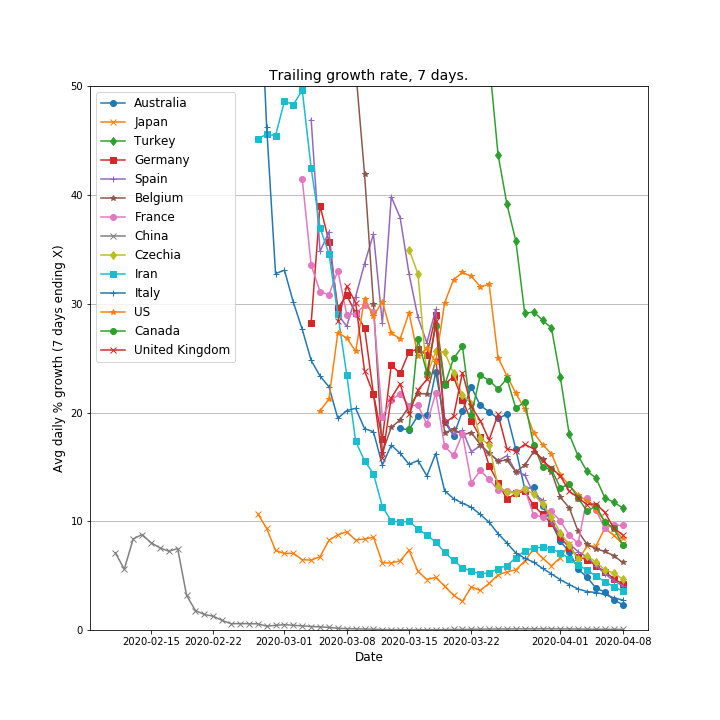 Trailing growth rate, 7 days.
50
40
30
20
10
0
Avg daily % growth (7 days ending X)
Australia
Japan
Turkey
Germany
Spain
Belgium
France
China
Czechia
Iran
Italy
US
Canada
United Kingdom
2020-02-15 2020-02-22 2020-03-01 2020-03-08 2020-03-15 2020-03-22 2020-04-01 2020-04-08
Date